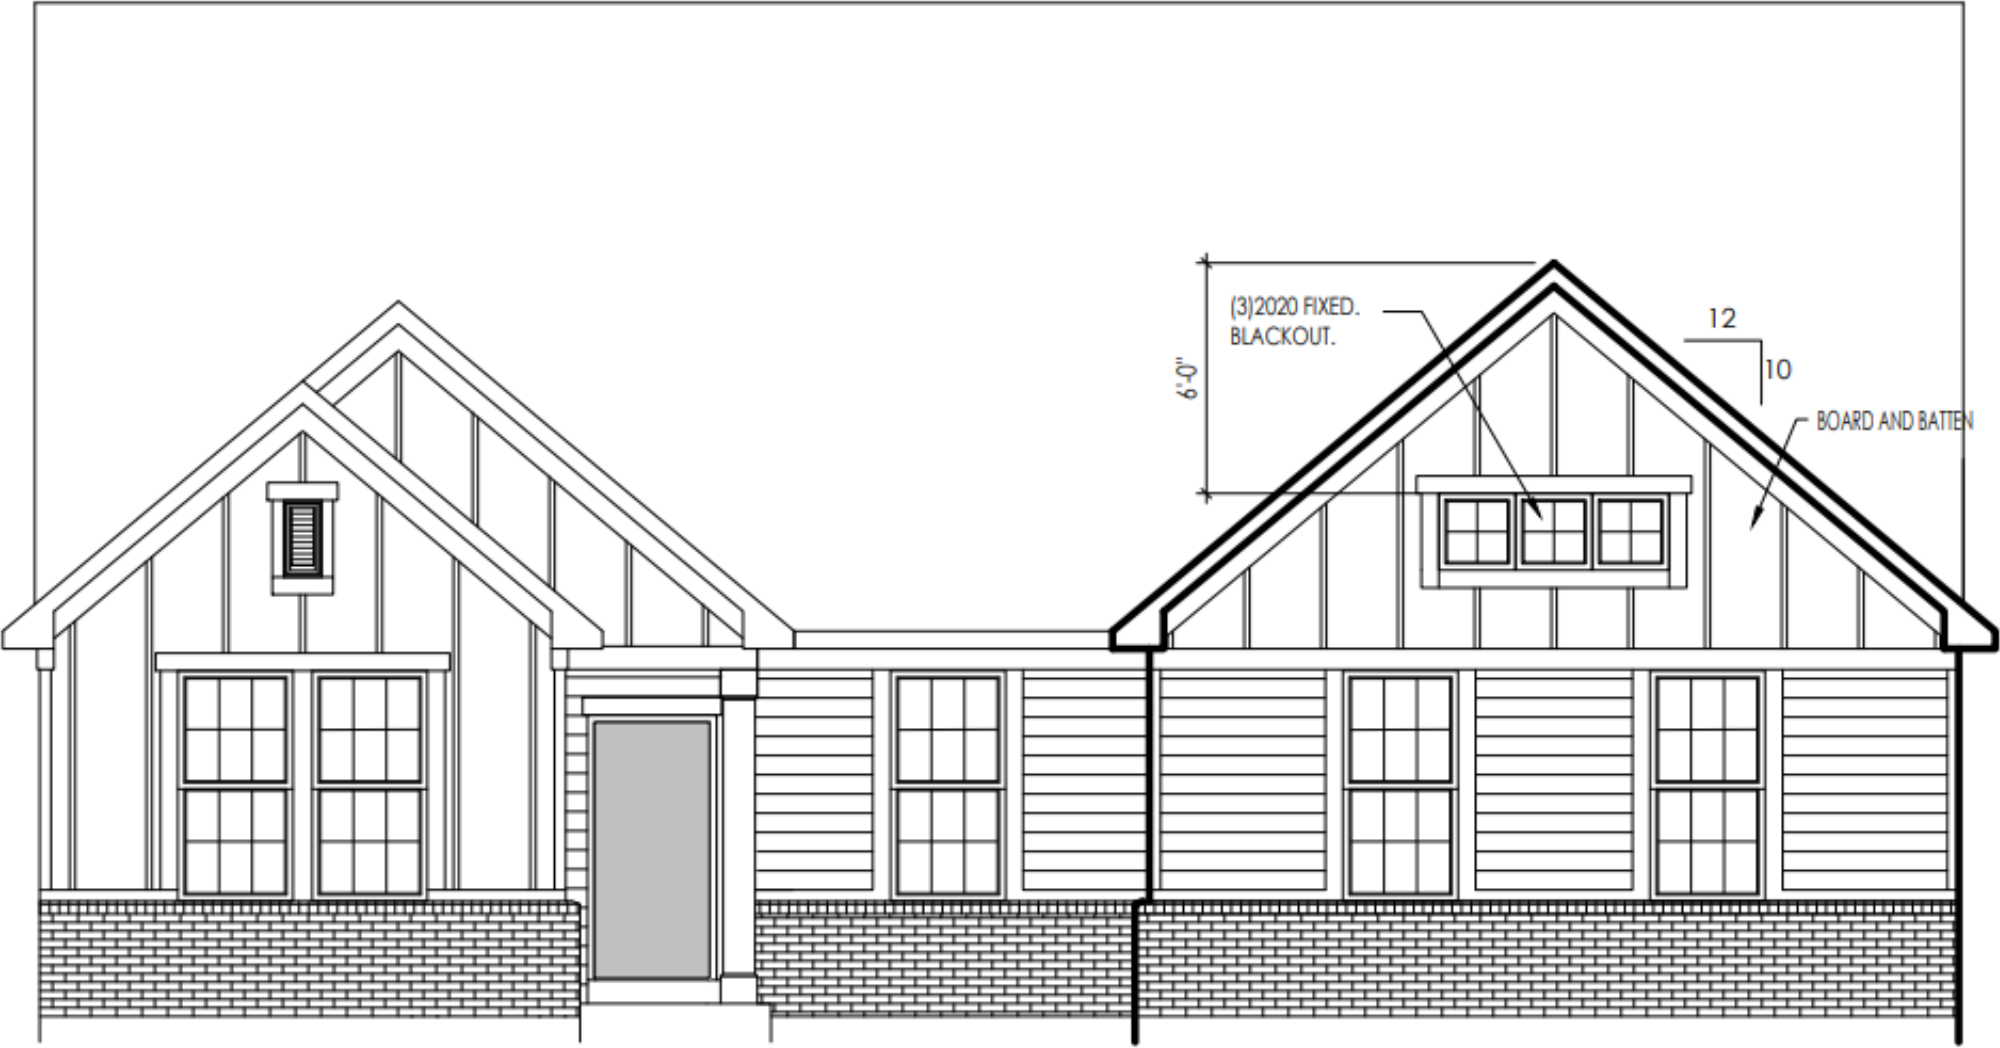 (3)2020 FIXED.
BLACKOUT.
6'-0"
12
10
BOARD AND BATTEN